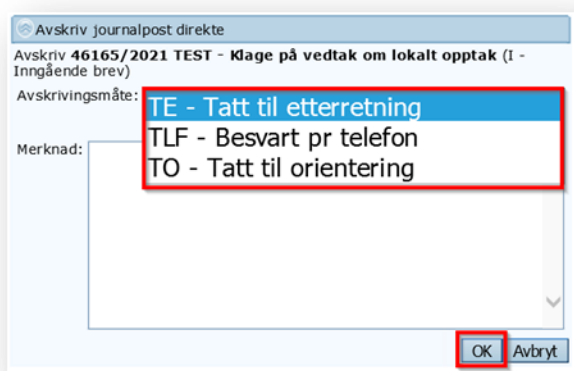 Avskriv journalpost direkte
Avskriv 46165/2021 TEST - Klage på vedtak om lokalt opptak (I -
Inngående brev)
Avskrivingsmåte:
TE - Tatt til etterretning
TLF - Besvart pr telefon
TO - Tatt til orientering
Merknad:
OK Avbryt